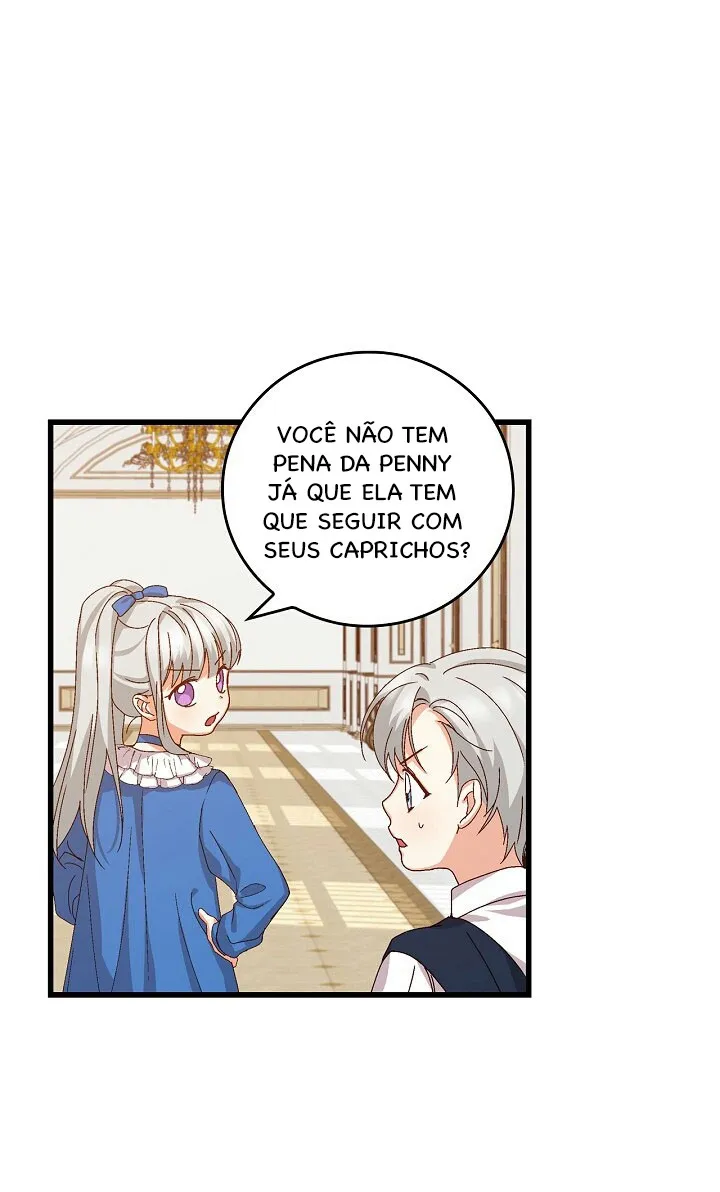 VOCÊ NÃO TEM
PENA DA PENNY
JÁ QUE ELA TEM
QUE SEGUIR COM
SEUS CAPRICHOS?